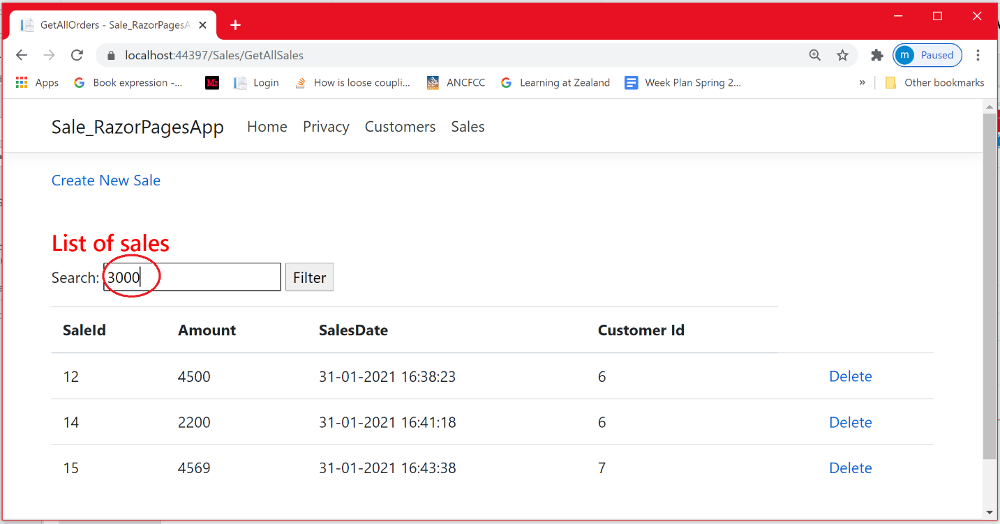 GetAllOrders - Sale_RazorPagesA
localhost:44397/Sales/GetAllSales
m Paused
Apps Book expression -... Mr Login How is loose coupli... ANCFCC Learning at Zealand Week Plan Spring 2... » Other bookmarks
Sale_RazorPagesApp Home Privacy Customers Sales
Create New Sale
List of sales
Search: 3000 Filter
SaleId Amount SalesDate Customer Id
12 4500 31-01-2021 16:38:23 6 Delete
14 2200 31-01-2021 16:41:18 6 Delete
15 4569 31-01-2021 16:43:38 7 Delete